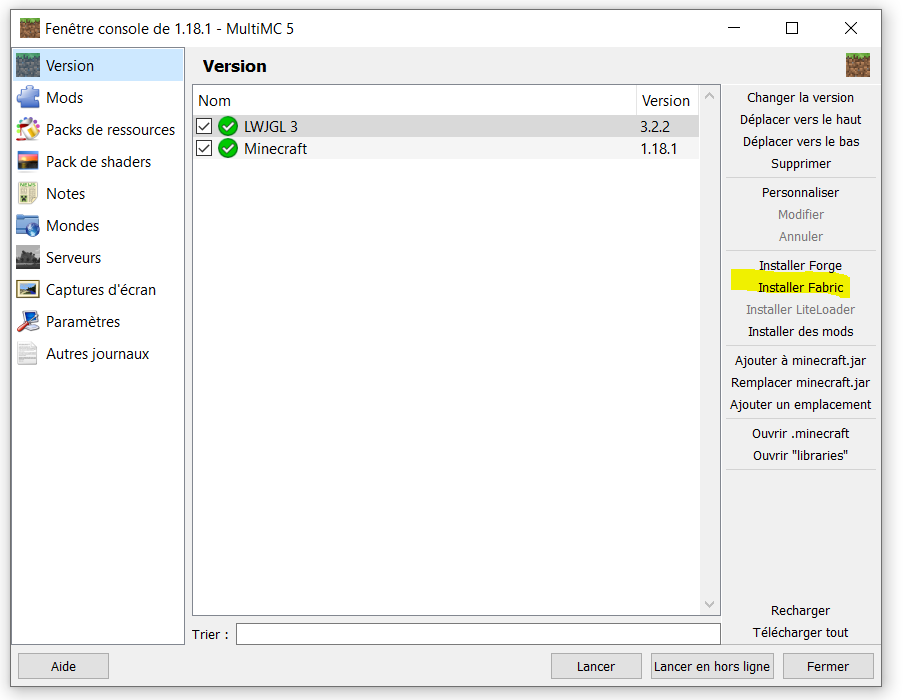 Fenêtre console de 1.18.1 - MultiMC 5
Version
Mods
Packs de ressources
Pack de shaders
Notes
Mondes
Serveurs
Captures d'écran
Paramètres
Autres journaux
Version
Nom Version
LWJGL 3 3.2.2
Minecraft 1.18.1
Trier :
Changer la version
Déplacer vers le haut
Déplacer vers le bas
Supprimer
Personnaliser
Modifier
Annuler
Installer Forge
Installer Fabric
Installer LiteLoader
Installer des mods
Ajouter à minecraft.jar
Remplacer minecraft.jar
Ajouter un emplacement
Ouvrir .minecraft
Ouvrir "libraries"
Recharger
Télécharger tout
Aide Lancer Lancer en hors ligne Fermer